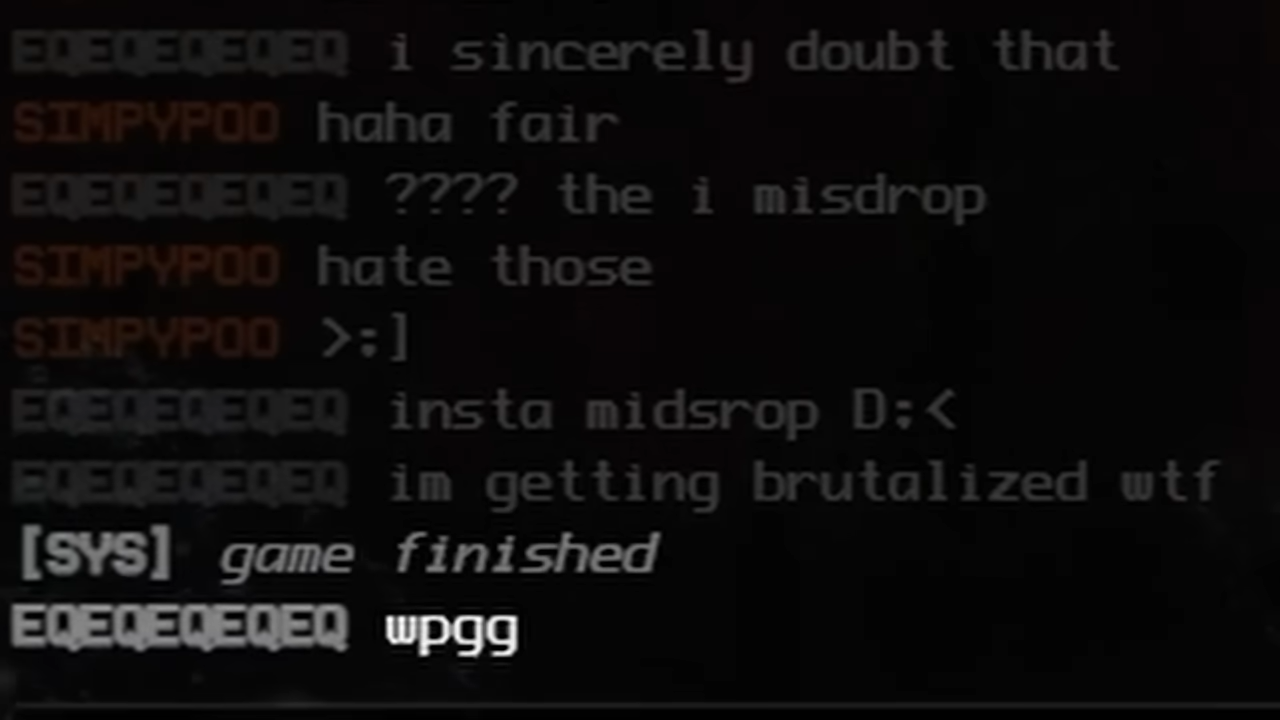 EQEQEQEQEQ i sincerely doubt that
SIMPYPOO haha fair
EQEQEQEQEQ ???? the i misdrop
SIMPYPOO hate those
SIMPYPOO >:]
EQEQEQEQEQ insta midsrop D:<
EQEQEQEQEQ im getting brutalized wtf
[SYS] game finished
EQEQEQEQEQ wpgg